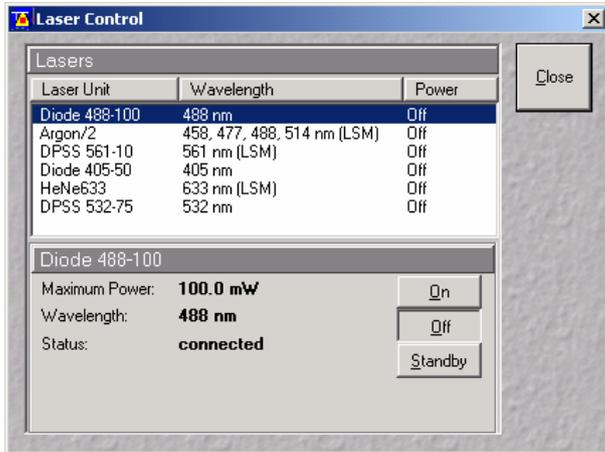 Laser Control
Lasers
Close
Laser Unit Wavelength Power
Diode 488-100 488 nm Off
Argon/2 458, 477, 488, 514 nm (LSM) Off
DPSS 561-10 561 nm (LSM) Off
Diode 405-50 405 nm Off
HeNe633 633 nm (LSM) Off
DPSS 532-75 532 nm Off
Diode 488-100
Maximum Power: 100.0 mW On
Wavelength: 488 nm Off
Status: connected Standby